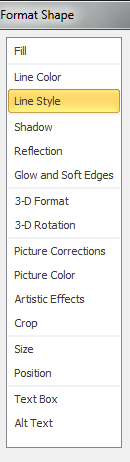 Format Shape
Fill
Line Color
Line Style
Shadow
Reflection
Glow and Soft Edges
3-D Format
3-D Rotation
Picture Corrections
Picture Color
Artistic Effects
Crop
Size
Position
Text Box
Alt Text